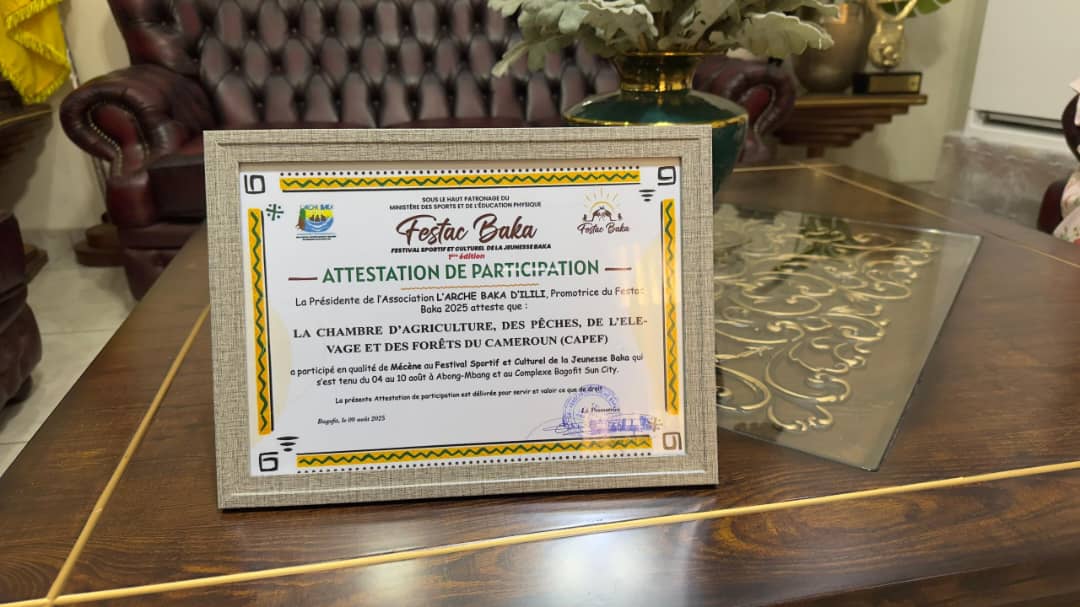 L'ARCHE BAKA
SOUS LE HAUT PATRONAGE DU
MINISTÈRE DES SPORTS ET DE L'ÉDUCATION PHYSIQUE
Festac Baka
FESTIVAL SPORTIF ET CULTUREL DE LA JEUNESSE BAKA
1ère édition
Festac Baka
ATTESTATION DE PARTICIPATION
La Présidente de l'Association L'ARCHE BAKA D'ILILI, Promotrice du Festac
Baka 2025 atteste que :
LA CHAMBRE D'AGRICULTURE, DES PÊCHES, DE L'ELE-
VAGE ET DES FORÊTS DU CAMEROUN (CAPEF)
a participé en qualité de Mécène au Festival Sportif et Culturel de la Jeunesse Baka qui
s'est tenu du 04 au 10 août à Abong-Mbang et au Complexe Bagofit Sun City.
La présente Attestation de participation est délivrée pour servir et valoir ce que de droit
Bagofit, le 09 août 2025
La Promotrice